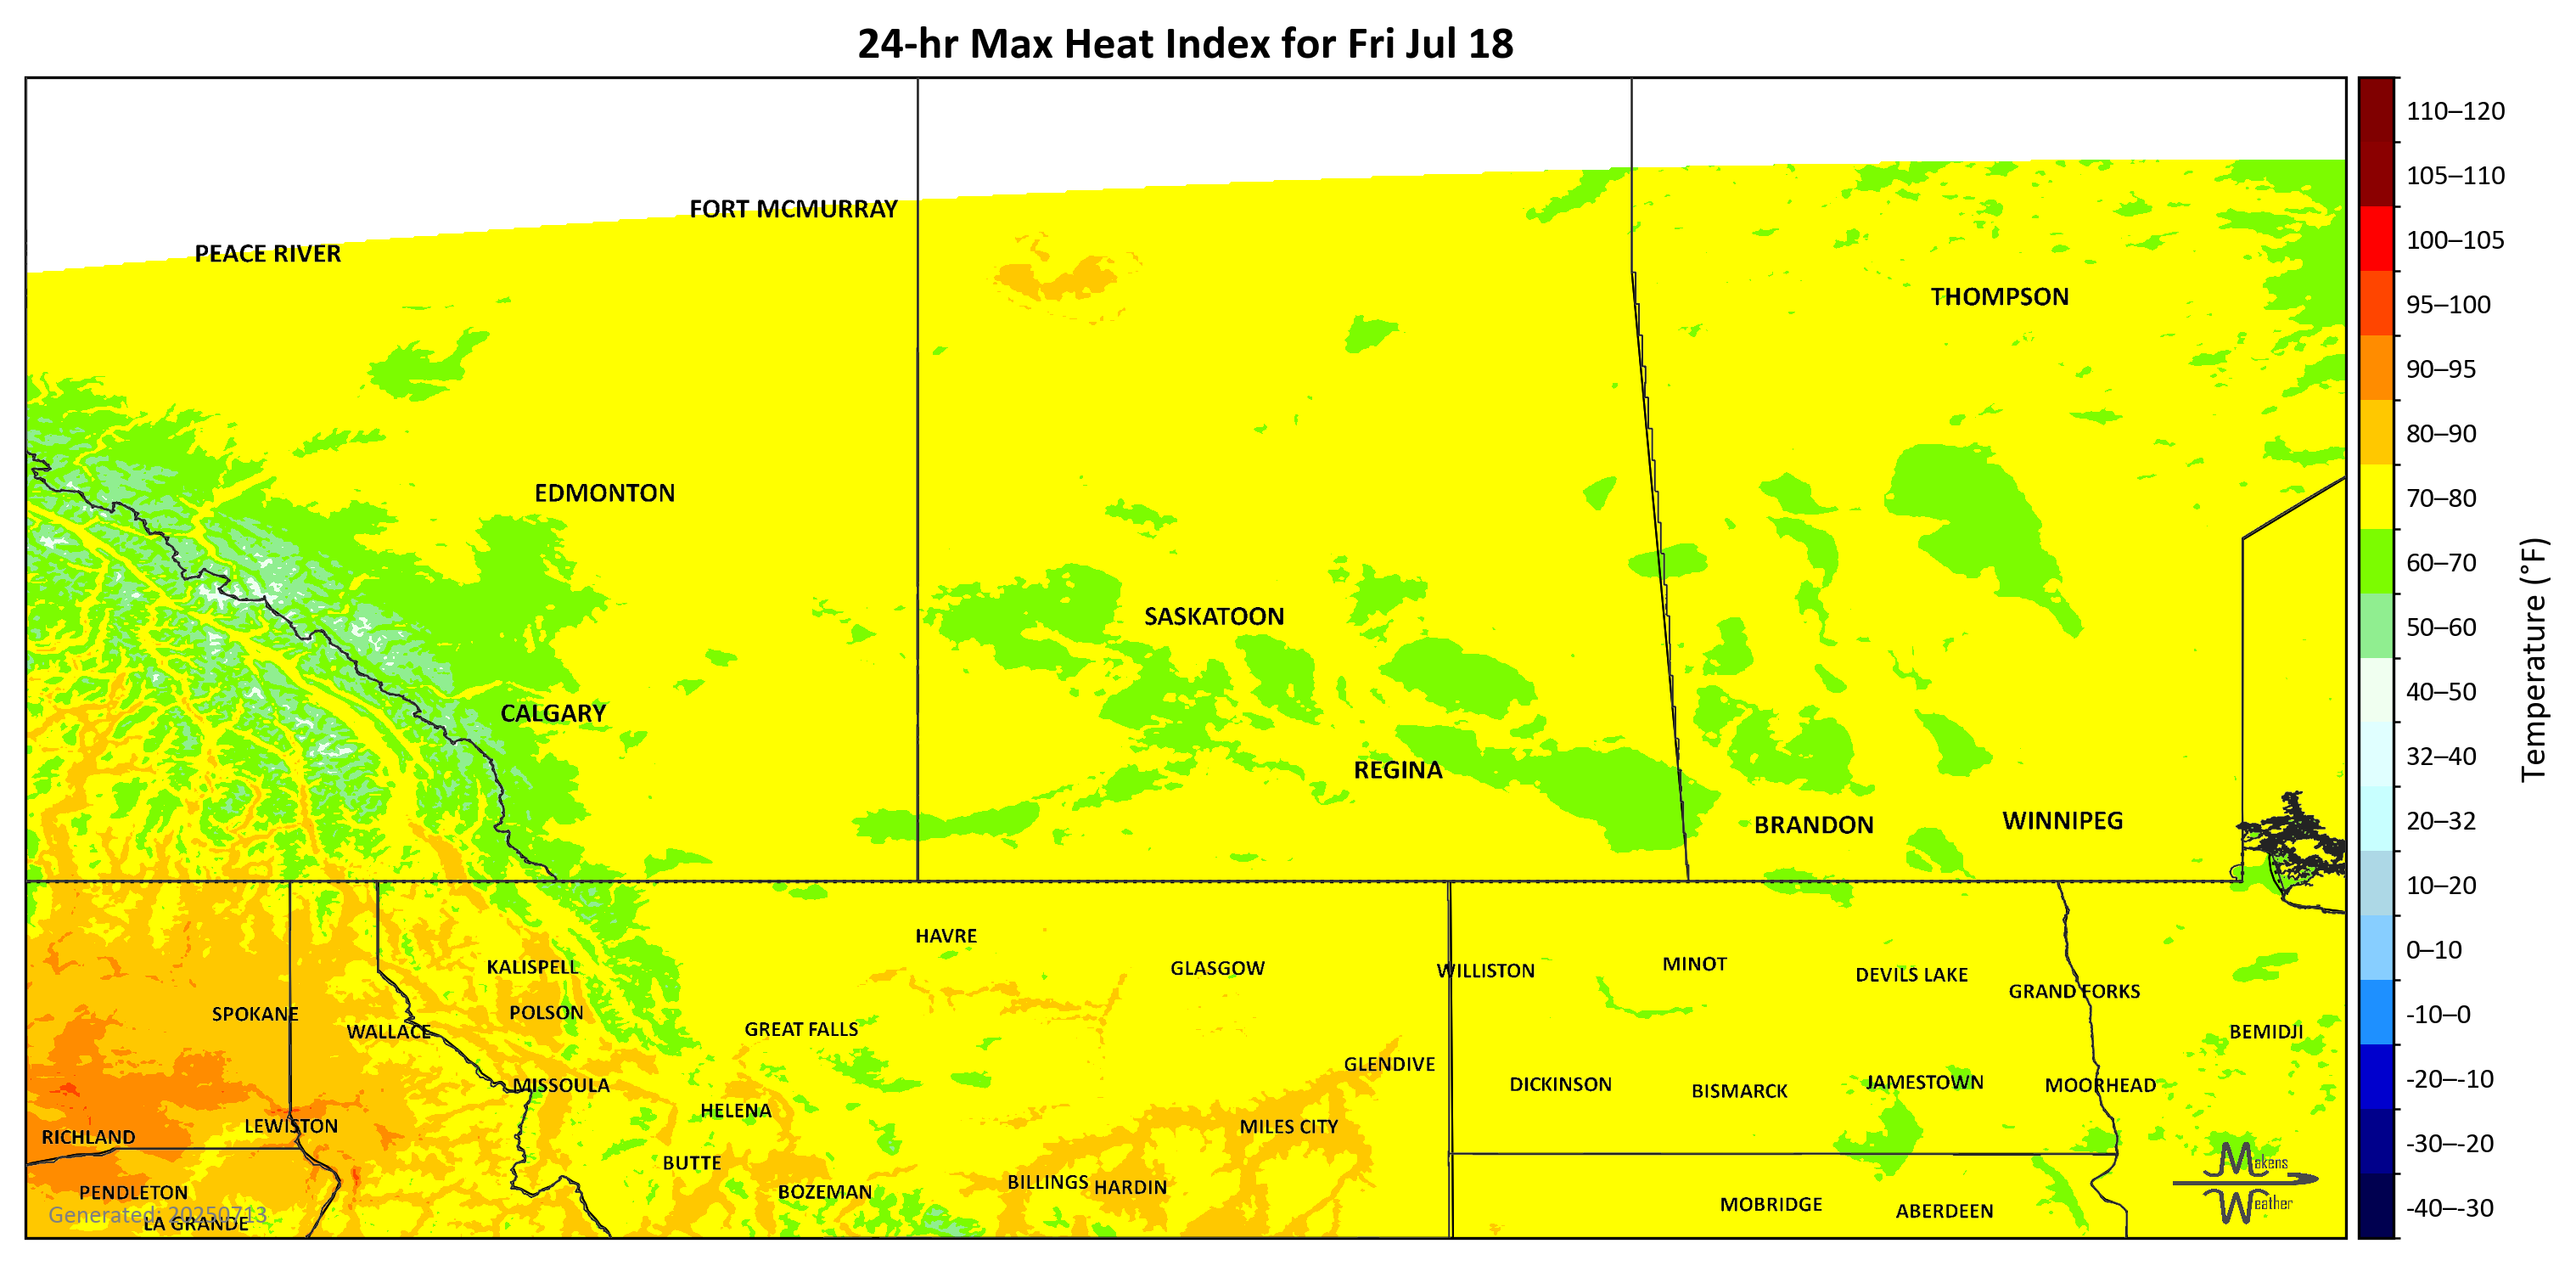 24-hr Max Heat Index for Fri Jul 18
FORT MCMURRAY
PEACE RIVER
THOMPSON
EDMONTON
SASKATOON
CALGARY
REGINA
BRANDON
WINNIPEG
HAVRE
KALISPELL
GLASGOW
WILLISTON
MINOT
DEVILS LAKE
GRAND FORKS
SPOKANE
POLSON
WALLACE
GREAT FALLS
BEMIDJI
GLENDIVE
MISSOULA
DICKINSON
BISMARCK
JAMESTOWN
MOORHEAD
HELENA
LEWISTON
MILES CITY
RICHLAND
BUTTE
BOZEMAN
BILLINGS
HARDIN
PENDLETON
MOBRIDGE
ABERDEEN
Generated: 20250713
LA GRANDE
Makens
Weather
110–120
105–110
100–105
95–100
90–95
80–90
70–80
60–70
50–60
40–50
32–40
20–32
10–20
0–10
-10–0
-20–-10
-30–-20
-40–-30
Temperature (°F)